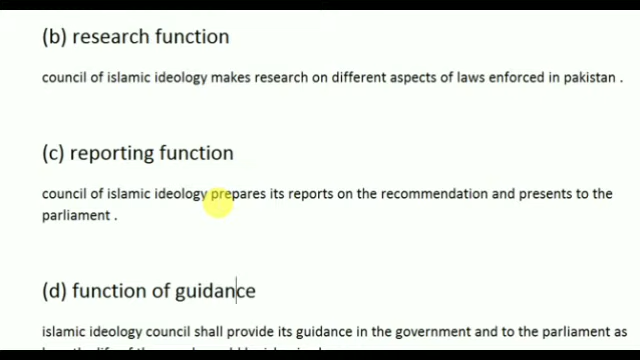 (b) research function
council of islamic ideology makes research on different aspects of laws enforced in pakistan .
(c) reporting function
council of islamic ideology prepares its reports on the recommendation and presents to the
parliament .
(d) function of guidance
islamic ideology council shall provide its guidance in the government and to the parliament as